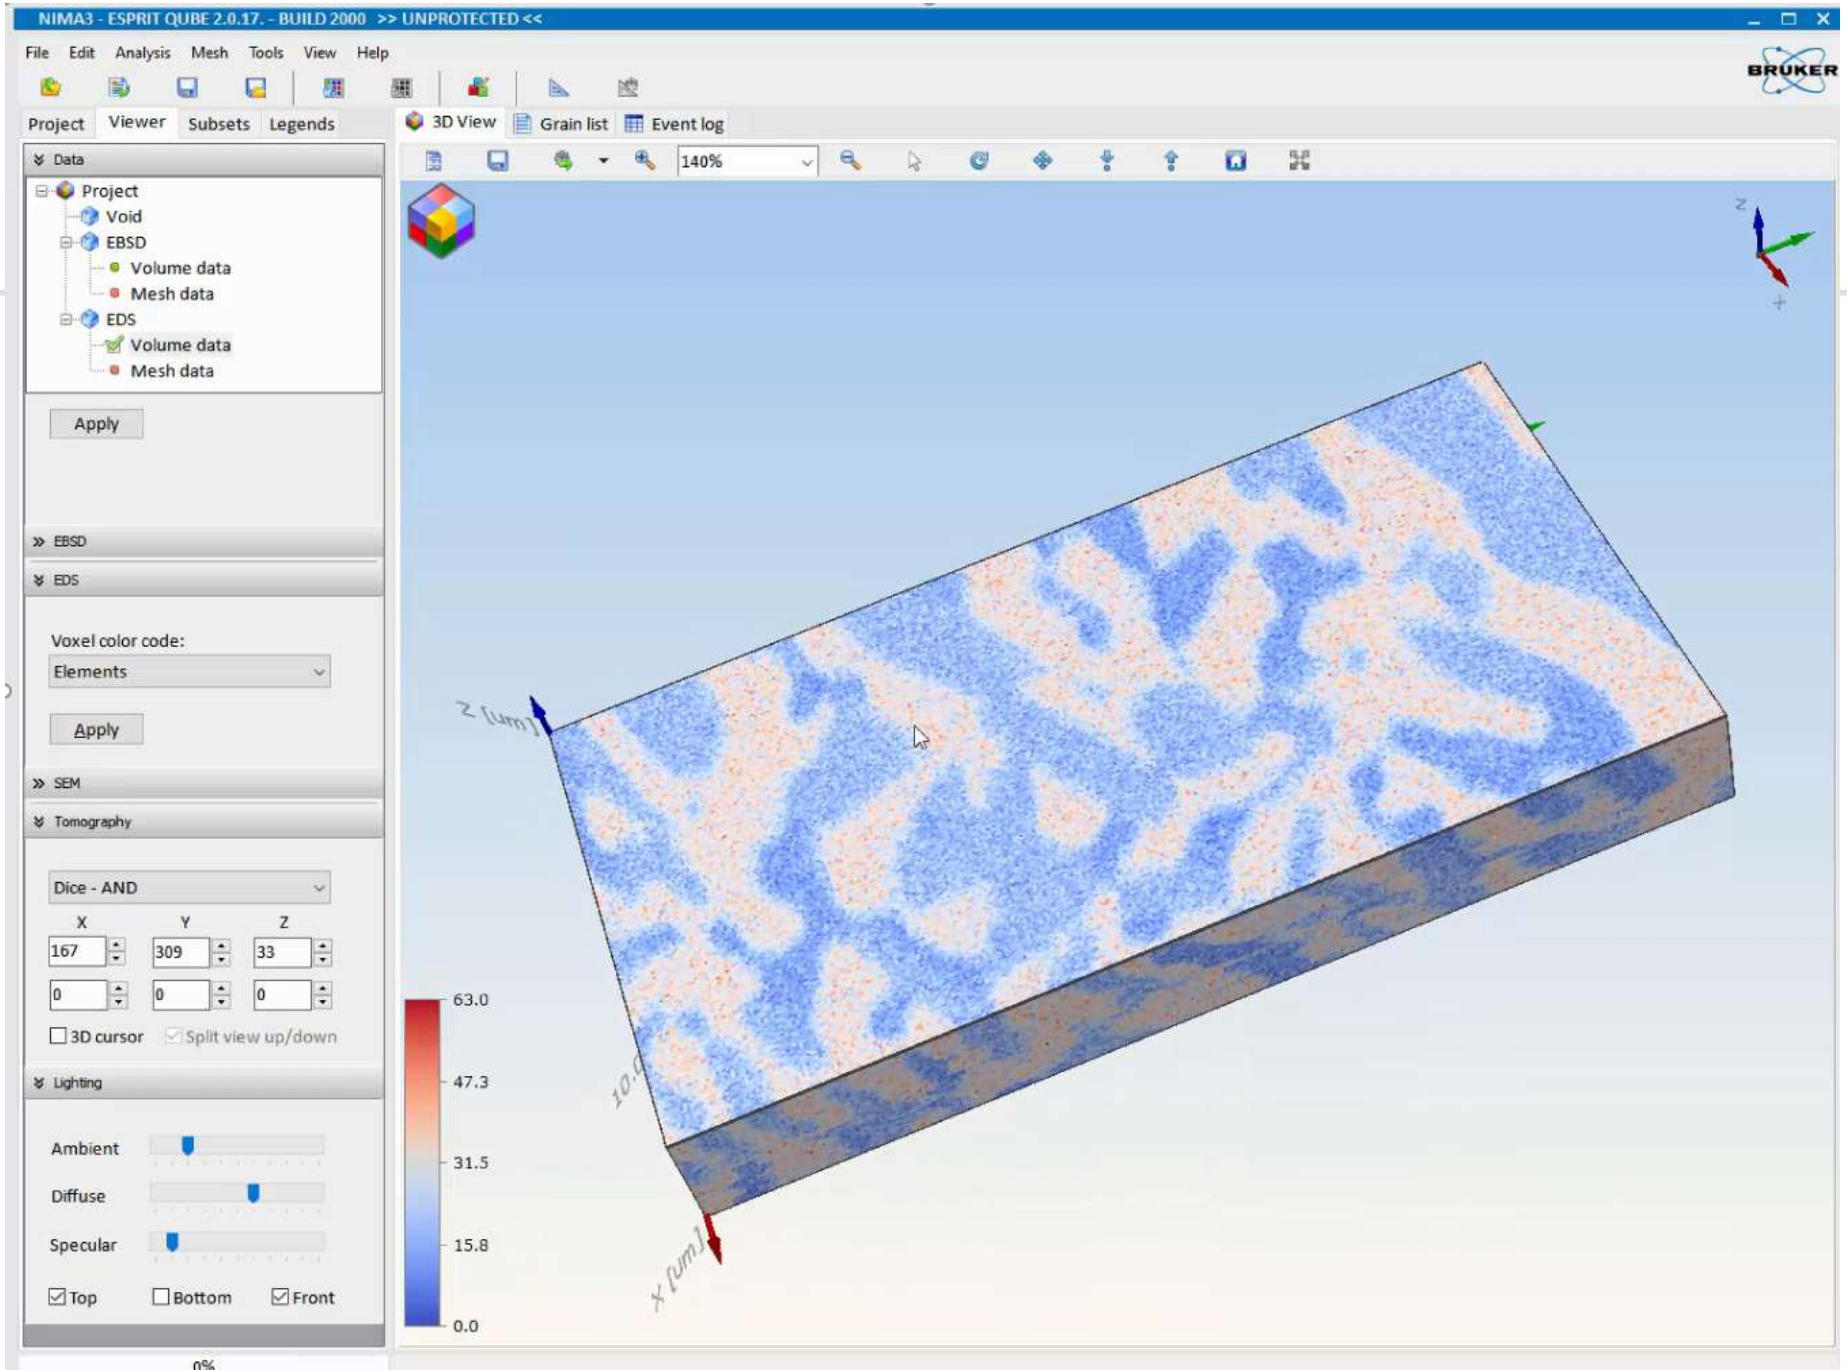 NIMA3 - ESPRIT QUBE 2.0.17. - BUILD 2000 >> UNPROTECTED <<
File Edit Analysis Mesh Tools View Help
BRUKER
Project Viewer Subsets Legends
3D View Grain list Event log
Data
140%
Project
Void
EBSD
Volume data
Mesh data
EDS
Volume data
Mesh data
Apply
EBSD
EDS
Voxel color code:
Elements
Apply
SEM
Tomography
Dice - AND
X Y Z
167 309 33
0 0 0
3D cursor Split view up/down
Lighting
Ambient
Diffuse
Specular
Top Bottom Front
0%
z
Z [um]
10.0
X [um]
63.0
47.3
31.5
15.8
0.0